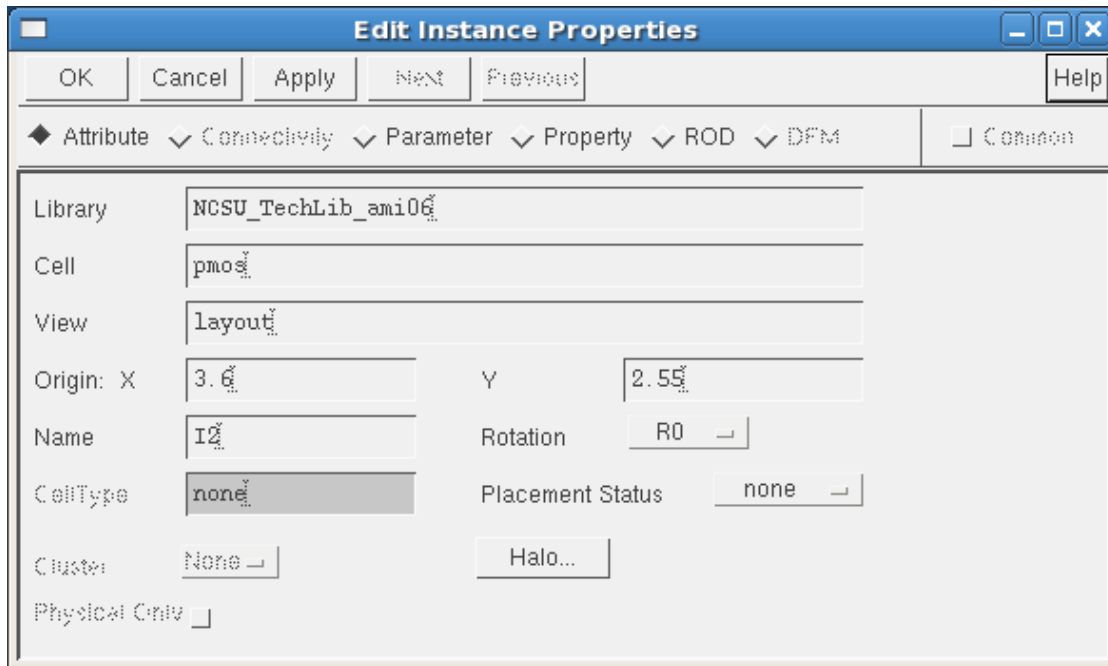 Edit Instance Properties
OK Cancel Apply Next Previous Help
Attribute Connectivity Parameter Property ROD DFM Common
Library NCSU_TechLib_ami06
Cell pmos
View layout
Origin: X 3.6 Y 2.55
Name I2 Rotation R0
CellType none Placement Status none
Cluster None Halo...
Physical Only